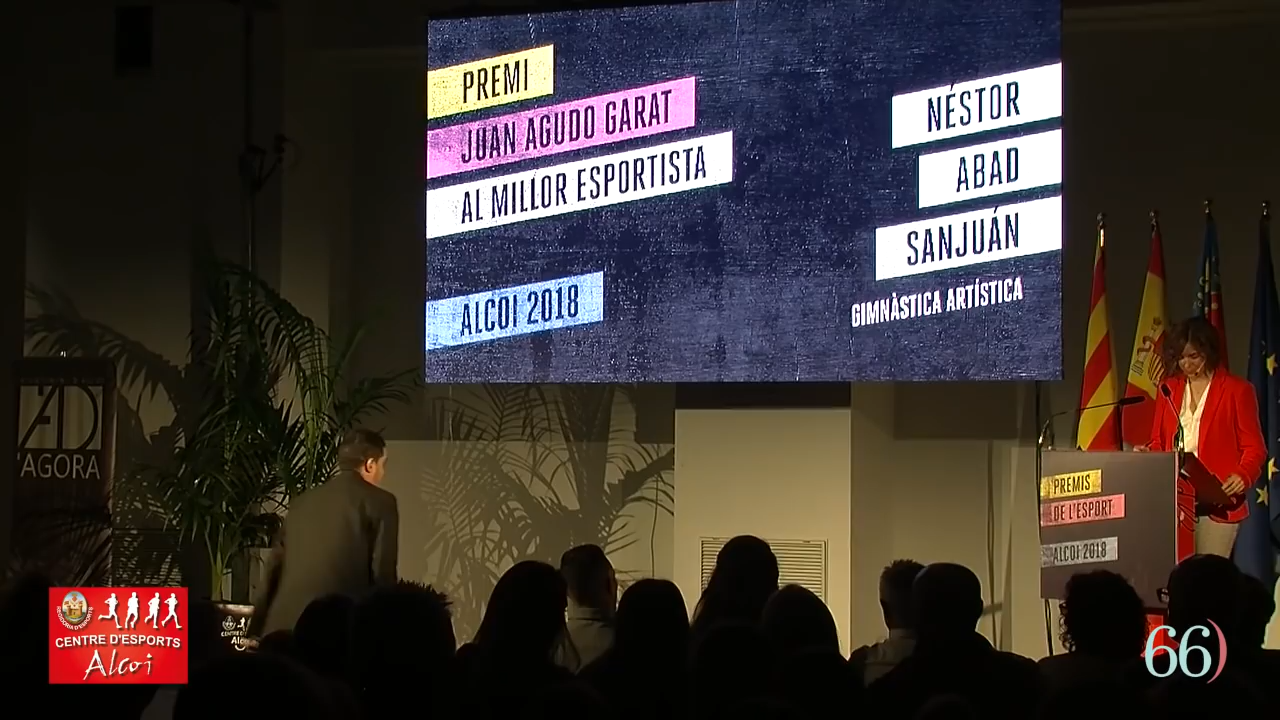 PREMI
JUAN AGUDO GARAT
AL MILLOR ESPORTISTA
ALCOI 2018
NÉSTOR
ABAD
SANJUÁN
GIMNÀSTICA ARTÍSTICA
'AGORA
PREMIS
DE L'ESPORT
ALCOI 2018
CENTRE D'ESPORTS
Alcoi
66)